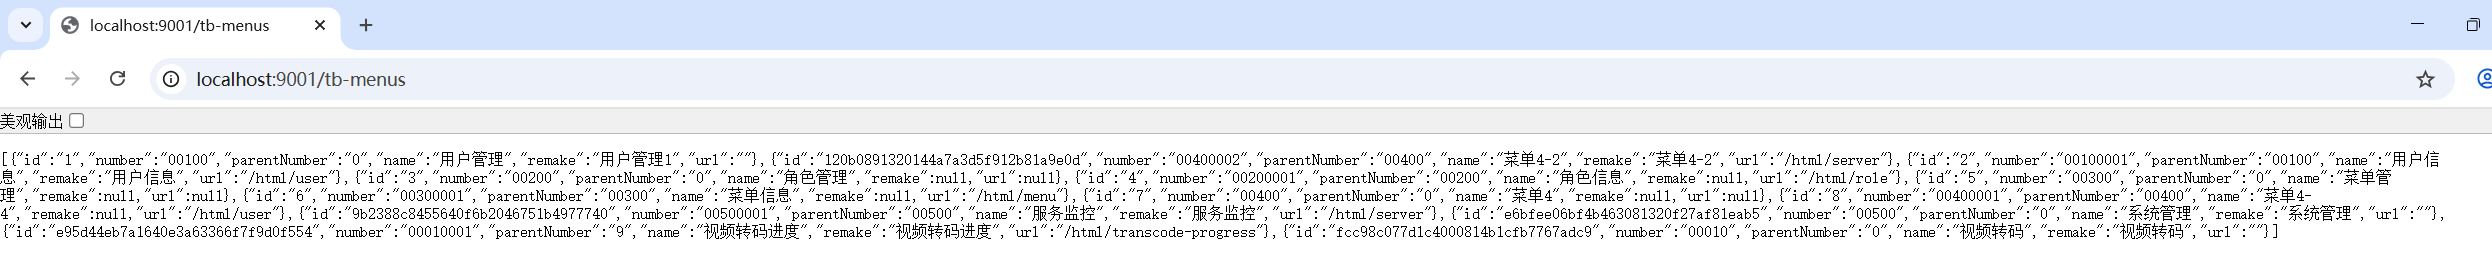 localhost:9001/tb-menus
localhost:9001/tb-menus
美观输出
[{"id":"1","number":"00100","parentNumber":"0","name":"用户管理","remake":"用户管理1","url":""},{"id":"120b0891320144a7a3d5f912b81a9e0d","number":"00400002","parentNumber":"00400","name":"菜单4-2","remake":"菜单4-2","url":"/html/server"},{"id":"2","number":"00100001","parentNumber":"00100","name":"用户信
息","remake":"用户信息","url":"/html/user"},{"id":"3","number":"00200","parentNumber":"0","name":"角色管理","remake":null,"url":null},{"id":"4","number":"00200001","parentNumber":"00200","name":"角色信息","remake":null,"url":"/html/role"},{"id":"5","number":"00300","parentNumber":"0","name":"菜单管
理","remake":null,"url":null},{"id":"6","number":"00300001","parentNumber":"00300","name":"菜单信息","remake":null,"url":"/html/menu"},{"id":"7","number":"00400","parentNumber":"0","name":"菜单4","remake":null,"url":null},{"id":"8","number":"00400001","parentNumber":"00400","name":"菜单4-
4","remake":null,"url":"/html/user"},{"id":"9b2388c8455640f6b2046751b4977740","number":"00500001","parentNumber":"00500","name":"服务监控","remake":"服务监控","url":"/html/server"},{"id":"e6bfee06bf4b463081320f27af81eab5","number":"00500","parentNumber":"0","name":"系统管理","remake":"系统管理","url":""},
{"id":"e95d44eb7a1640e3a63366f7f9d0f554","number":"00010001","parentNumber":"9","name":"视频转码进度","remake":"视频转码进度","url":"/html/transcode-progress"},{"id":"fcc98c077d1c4000814b1cfb7767adc9","number":"00010","parentNumber":"0","name":"视频转码","remake":"视频转码","url":""}]